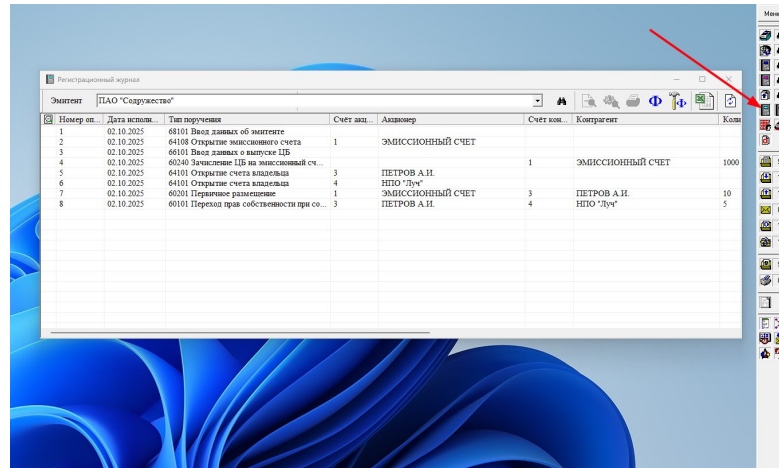 Меню
Регистрационный журнал
Эмитент ПАО "Содружество"
Номер оп... Дата исполн... Тип поручения Счёт акц... Акционер Счёт кон... Контрагент Коли
1 02.10.2025 68101 Ввод данных об эмитенте
2 02.10.2025 64108 Открытие эмиссионного счета 1 ЭМИССИОННЫЙ СЧЕТ
3 02.10.2025 66101 Ввод данных о выпуске ЦБ
4 02.10.2025 60240 Зачисление ЦБ на эмиссионный сч... 1 ЭМИССИОННЫЙ СЧЕТ 1000
5 02.10.2025 64101 Открытие счета владельца 3 ПЕТРОВ А.И.
6 02.10.2025 64101 Открытие счета владельца 4 НПО "Луч"
7 02.10.2025 60201 Первичное размещение 1 ЭМИССИОННЫЙ СЧЕТ 3 ПЕТРОВ А.И. 10
8 02.10.2025 60101 Переход прав собственности при со... 3 ПЕТРОВ А.И. 4 НПО "Луч" 5